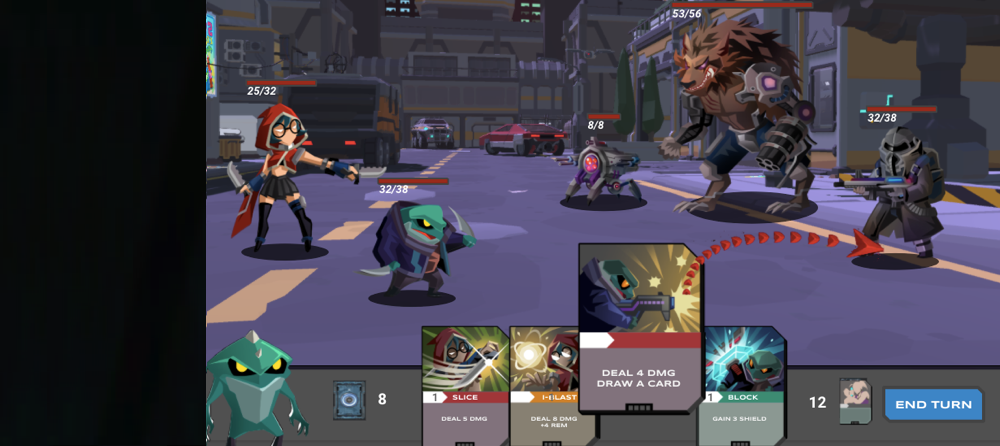 53/56
25/32
32/38
8/8
32/38
DEAL 4 DMG
DRAW A CARD
1 SLICE
DEAL 5 DMG
I-BLAST
DEAL 8 DMG
+4 REM
1 BLOCK
GAIN 3 SHIELD
8
12
END TURN